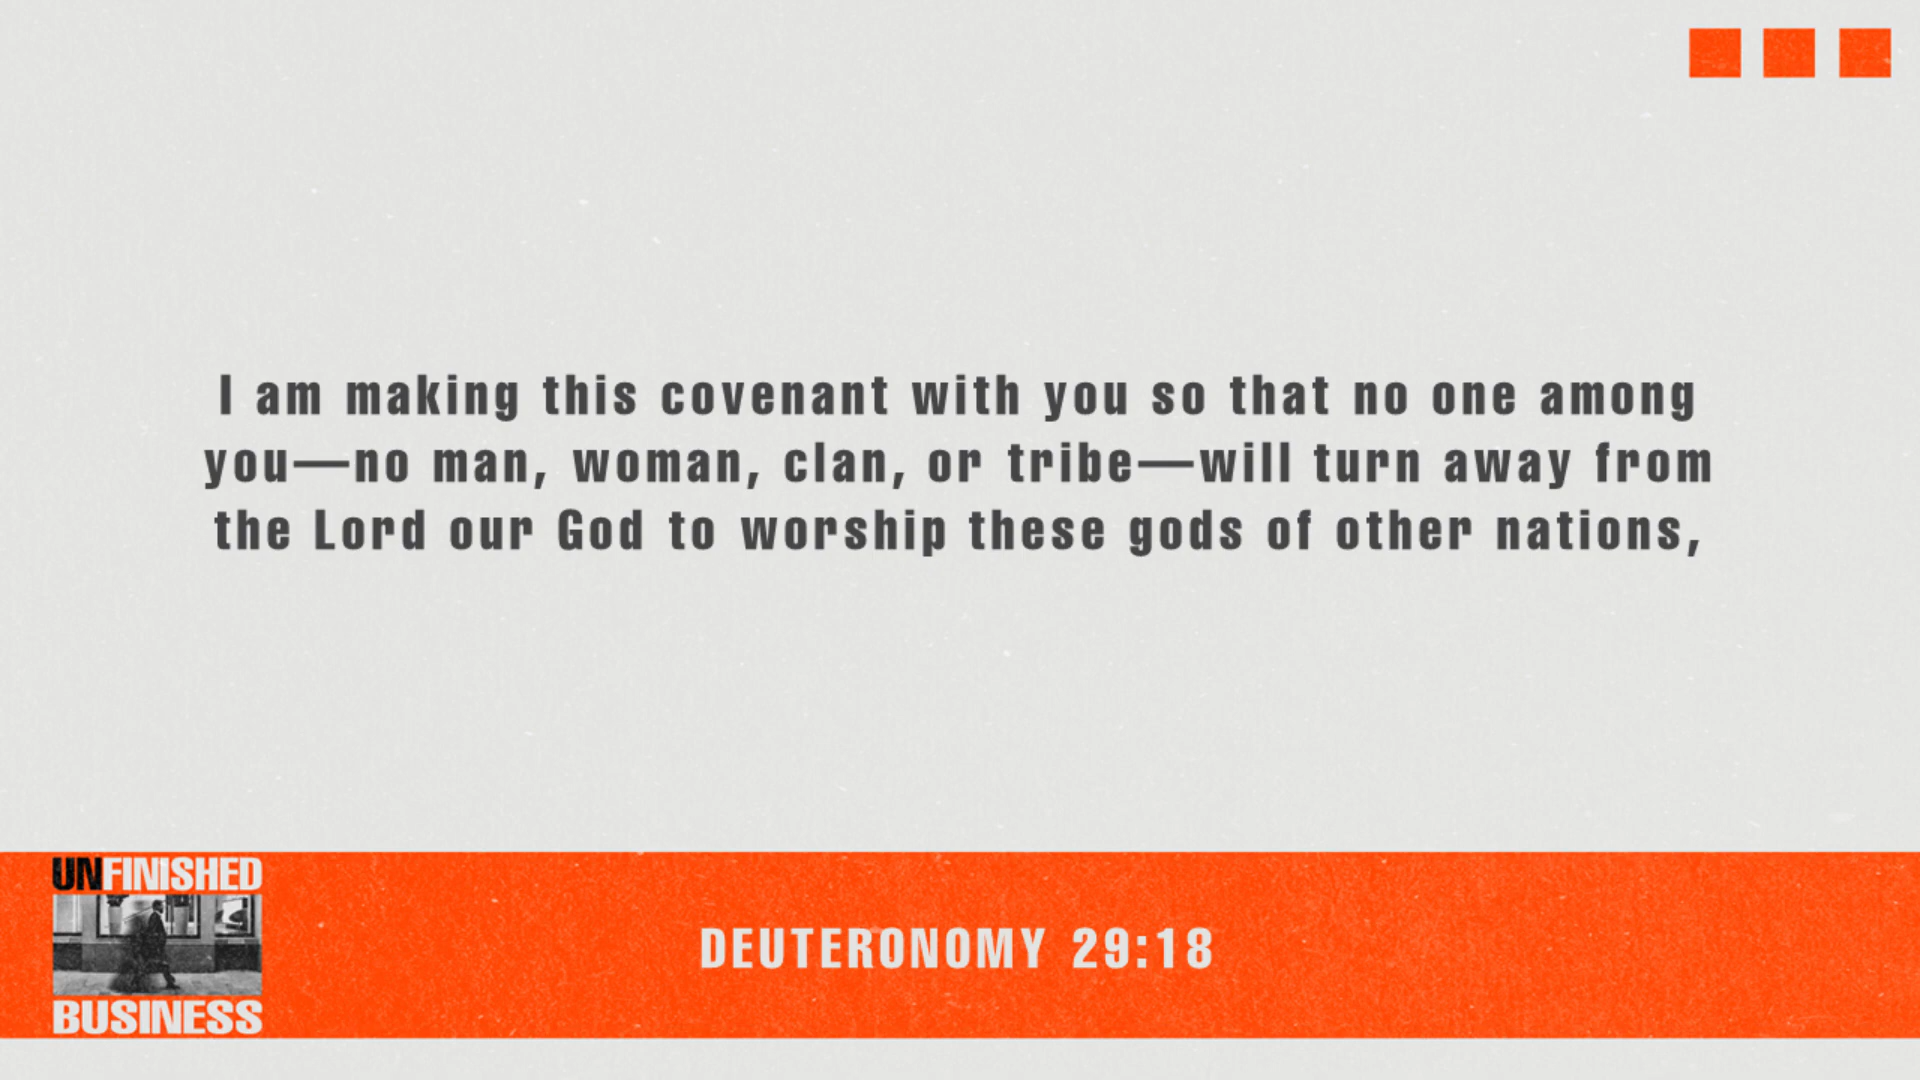 I am making this covenant with you so that no one among
you—no man, woman, clan, or tribe—will turn away from
the Lord our God to worship these gods of other nations,
UNFINISHED
BUSINESS
DEUTERONOMY 29:18